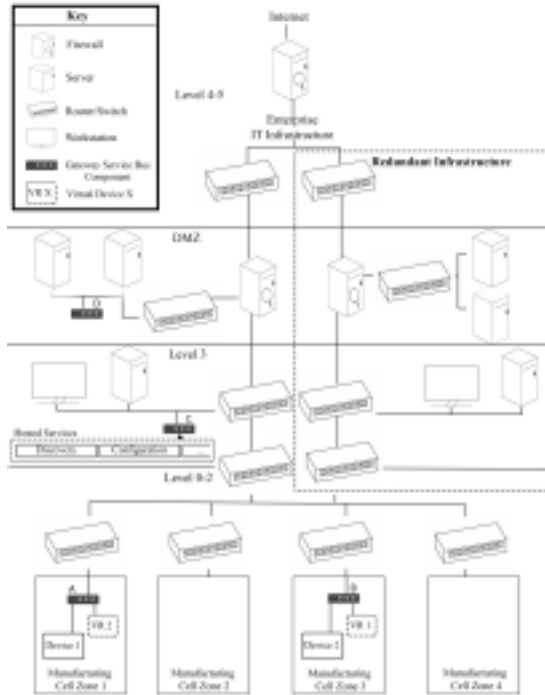 Key
Firewall
Server
Router/Switch
Workstation
Gateway Service Bus
Component
VR X
Virtual Device X
Internet
Level 4-5
Enterprise
IT Infrastructure
Redundant Infrastructure
DMZ
D
Level 3
Hosted Services
Discovery
Configuration
...
Level 0-2
A
VR 2
Device 1
Manufacturing
Cell Zone 1
Manufacturing
Cell Zone 2
B
VR 1
Device 2
Manufacturing
Cell Zone 3
Manufacturing
Cell Zone 4